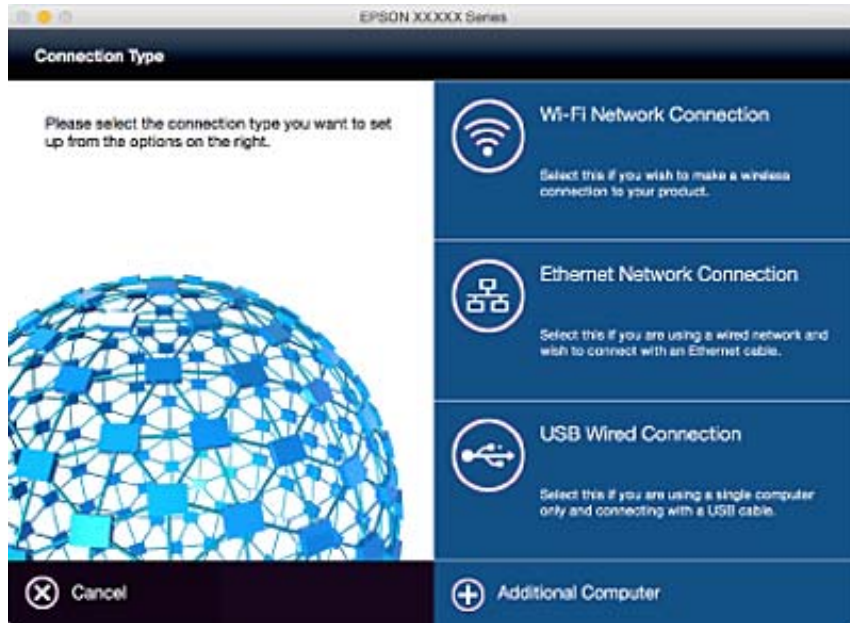 EPSON XXXXX Series
Connection Type
Please select the connection type you want to set
up from the options on the right.
Wi-Fi Network Connection
Select this if you wish to make a wireless
connection to your product.
Ethernet Network Connection
Select this if you are using a wired network and
wish to connect with an Ethernet cable.
USB Wired Connection
Select this if you are using a single computer
only and connecting with a USB cable.
Cancel
Additional Computer